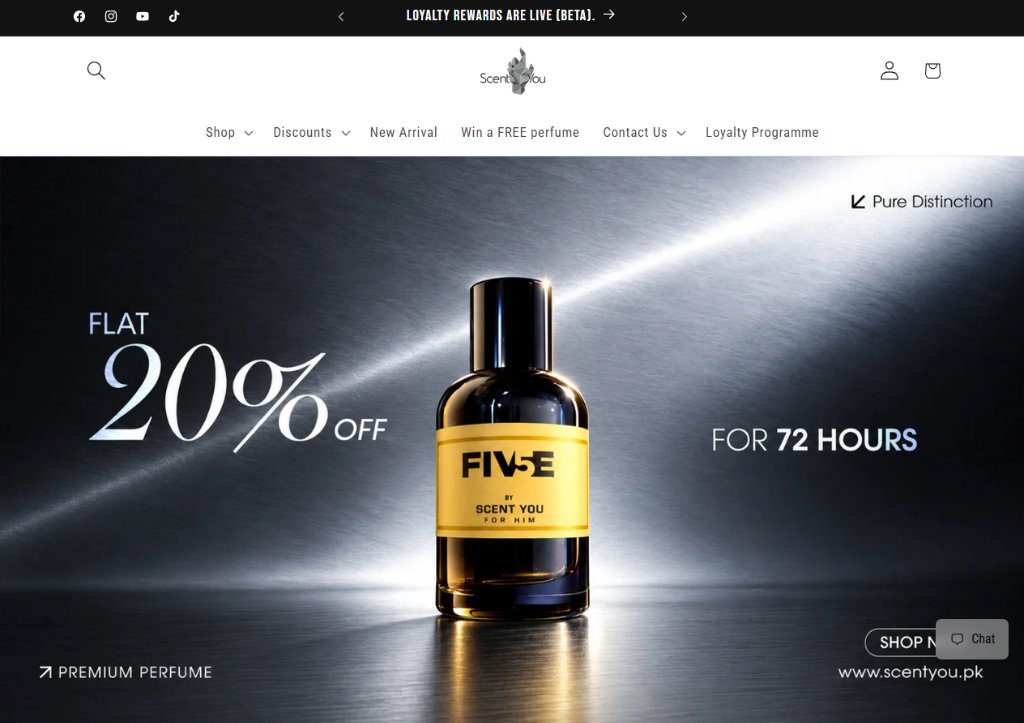 LOYALTY REWARDS ARE LIVE (BETA).
Scent You
Shop
Discounts
New Arrival
Win a FREE perfume
Contact Us
Loyalty Programme
Pure Distinction
FLAT
20% OFF
FOR 72 HOURS
FIV5E
BY
SCENT YOU
FOR HIM
SHOP
Chat
PREMIUM PERFUME
www.scentyou.pk